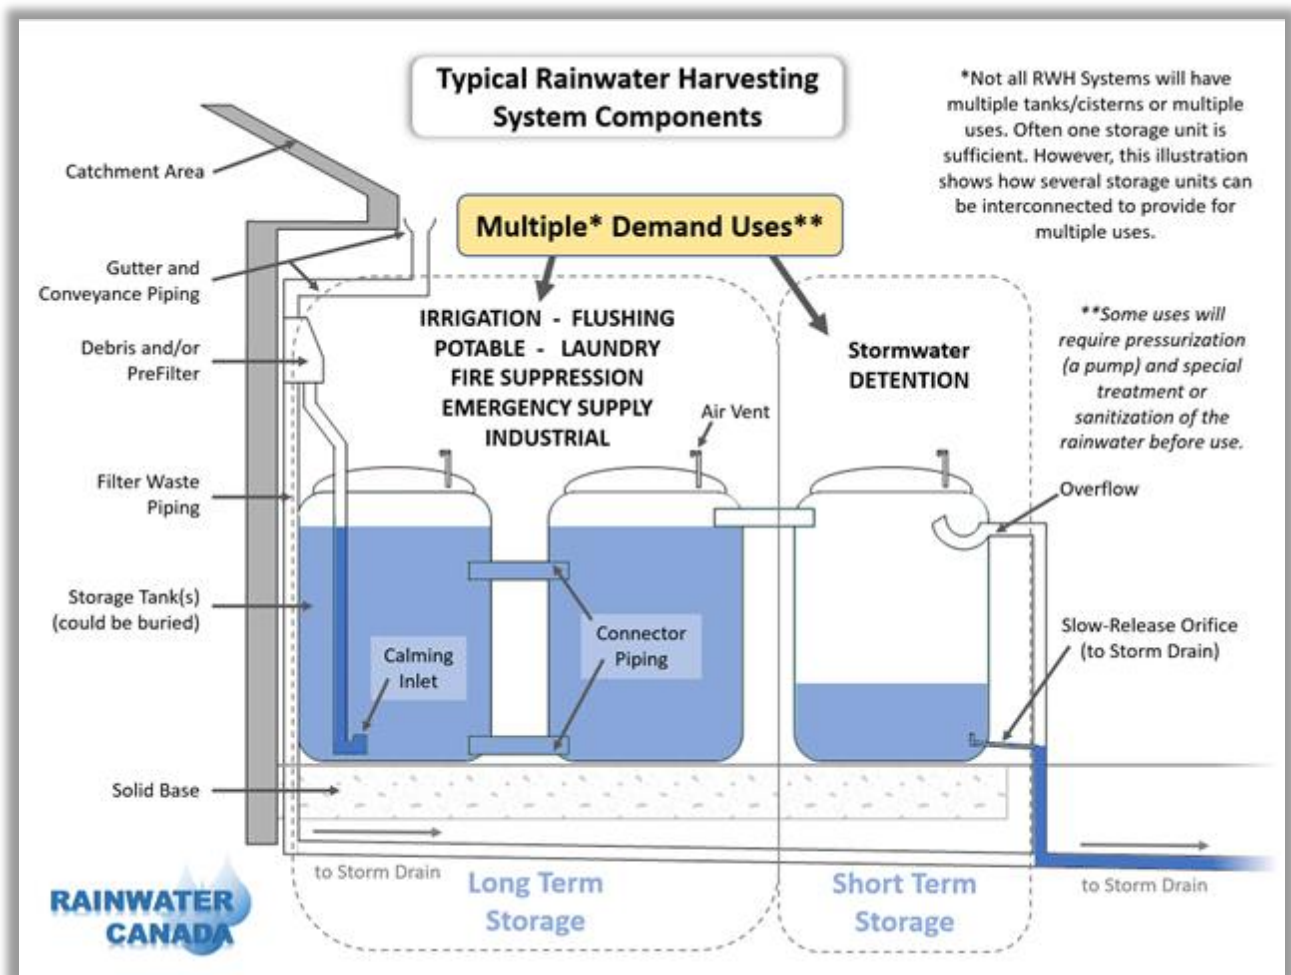 Typical Rainwater Harvesting
System Components
*Not all RWH Systems will have
multiple tanks/cisterns or multiple
uses. Often one storage unit is
sufficient. However, this illustration
shows how several storage units can
be interconnected to provide for
multiple uses.
Catchment Area
Multiple* Demand Uses**
Gutter and
Conveyance Piping
IRRIGATION - FLUSHING
POTABLE - LAUNDRY
FIRE SUPPRESSION
EMERGENCY SUPPLY
INDUSTRIAL
Stormwater
DETENTION
**Some uses will
require pressurization
(a pump) and special
treatment or
sanitization of the
rainwater before use.
Debris and/or
PreFilter
Air Vent
Filter Waste
Piping
Overflow
Storage Tank(s)
(could be buried)
Calming
Inlet
Connector
Piping
Slow-Release Orifice
(to Storm Drain)
Solid Base
to Storm Drain
Long Term
Storage
Short Term
Storage
to Storm Drain
RAINWATER
CANADA